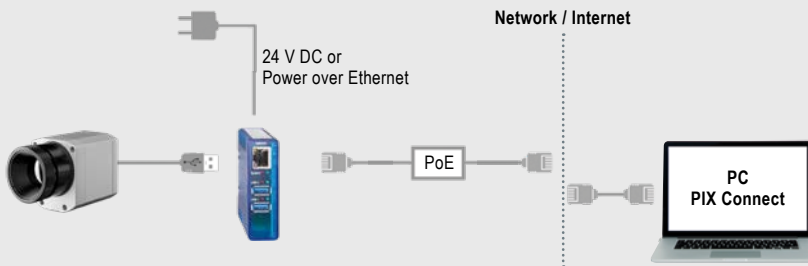 Network / Internet
24 V DC or
Power over Ethernet
PoE
PC
PIX Connect